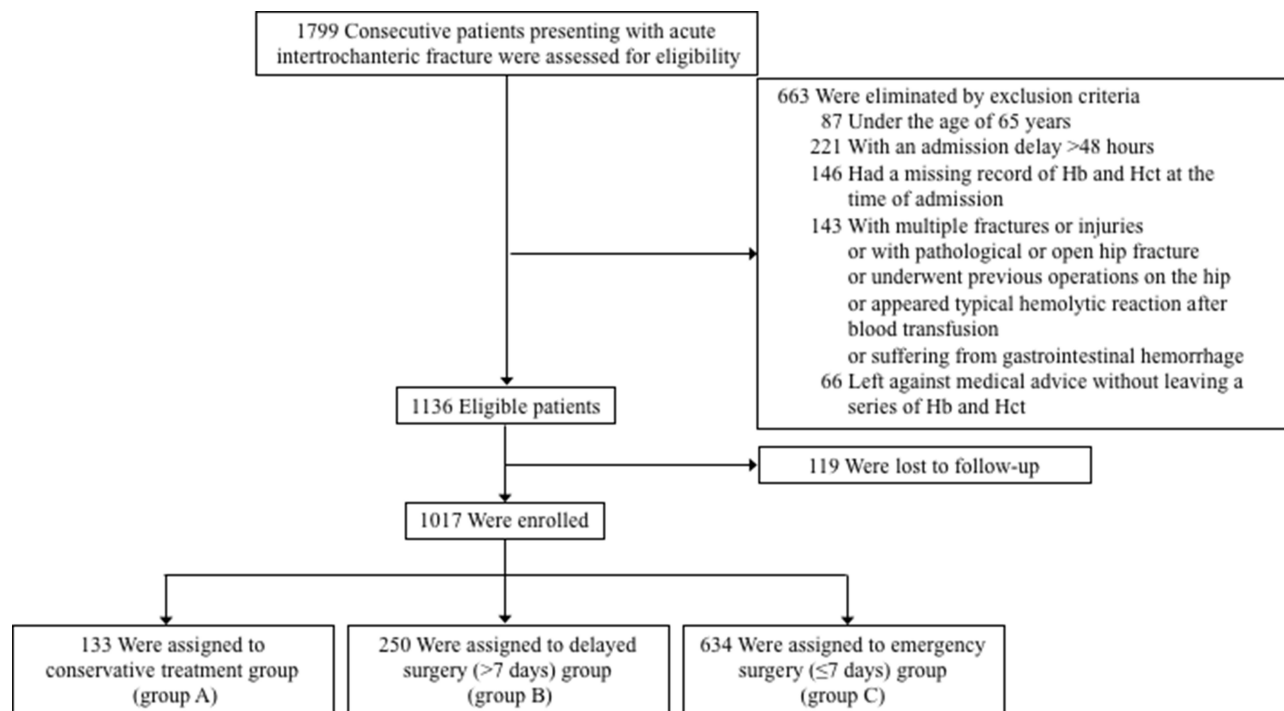 1799 Consecutive patients presenting with acute
intertrochanteric fracture were assessed for eligibility
663 Were eliminated by exclusion criteria
87 Under the age of 65 years
221 With an admission delay >48 hours
146 Had a missing record of Hb and Hct at the
time of admission
143 With multiple fractures or injuries
or with pathological or open hip fracture
or underwent previous operations on the hip
or appeared typical hemolytic reaction after
blood transfusion
or suffering from gastrointestinal hemorrhage
66 Left against medical advice without leaving a
series of Hb and Hct
1136 Eligible patients
119 Were lost to follow-up
1017 Were enrolled
133 Were assigned to
conservative treatment group
(group A)
250 Were assigned to delayed
surgery (>7 days) group
(group B)
634 Were assigned to emergency
surgery (≤7 days) group
(group C)